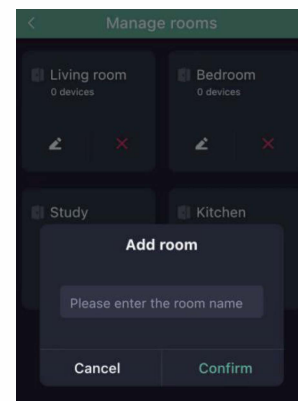 Manage rooms
Living room
0 devices
Bedroom
0 devices
Study
Kitchen
Add room
Please enter the room name
Cancel
Confirm